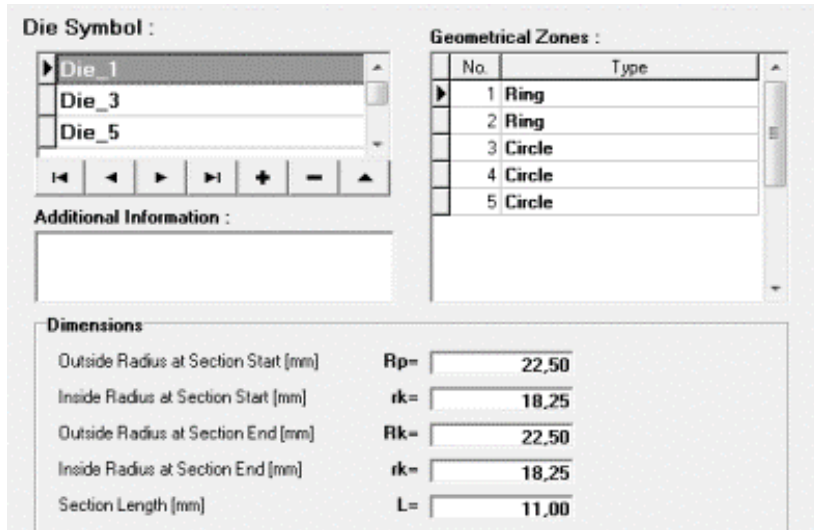 Die Symbol :
Die_1
Die_3
Die_5
Additional Information :
Geometrical Zones :
No. Type
1 Ring
2 Ring
3 Circle
4 Circle
5 Circle
Dimensions
Outside Radius at Section Start [mm] Rp= 22,50
Inside Radius at Section Start [mm] rk= 18,25
Outside Radius at Section End [mm] Rk= 22,50
Inside Radius at Section End [mm] rk= 18,25
Section Length [mm] L= 11,00